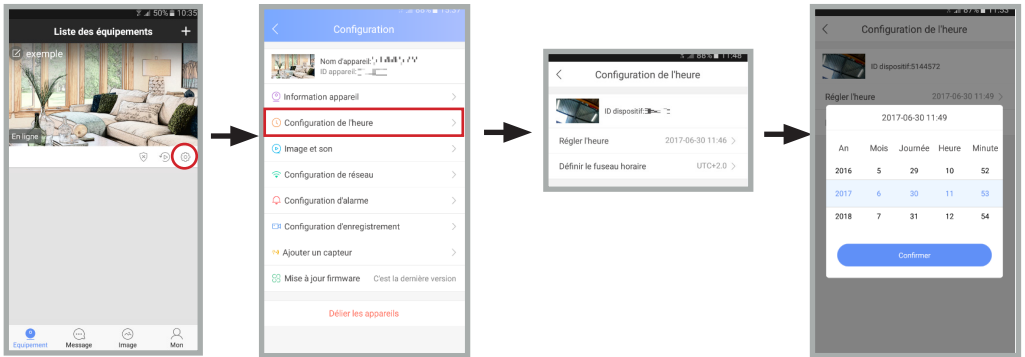 50% 10:35
Liste des équipements +
exemple
En ligne
Equipement Message Image Mon
Configuration
Nom d'appareil:
ID appareil:
Information appareil
Configuration de l'heure
Image et son
Configuration de réseau
Configuration d'alarme
Configuration d'enregistrement
Ajouter un capteur
Mise à jour firmware C'est la dernière version
Délier les appareils
Configuration de l'heure
ID dispositif:
Régler l'heure 2017-06-30 11:46
Définir le fuseau horaire UTC+2.0
Configuration de l'heure
ID dispositif:5144572
Régler l'heure 2017-06-30 11:49
2017-06-30 11:49
An Mois Journée Heure Minute
2016 5 29 10 52
2017 6 30 11 53
2018 7 31 12 54
Confirmer